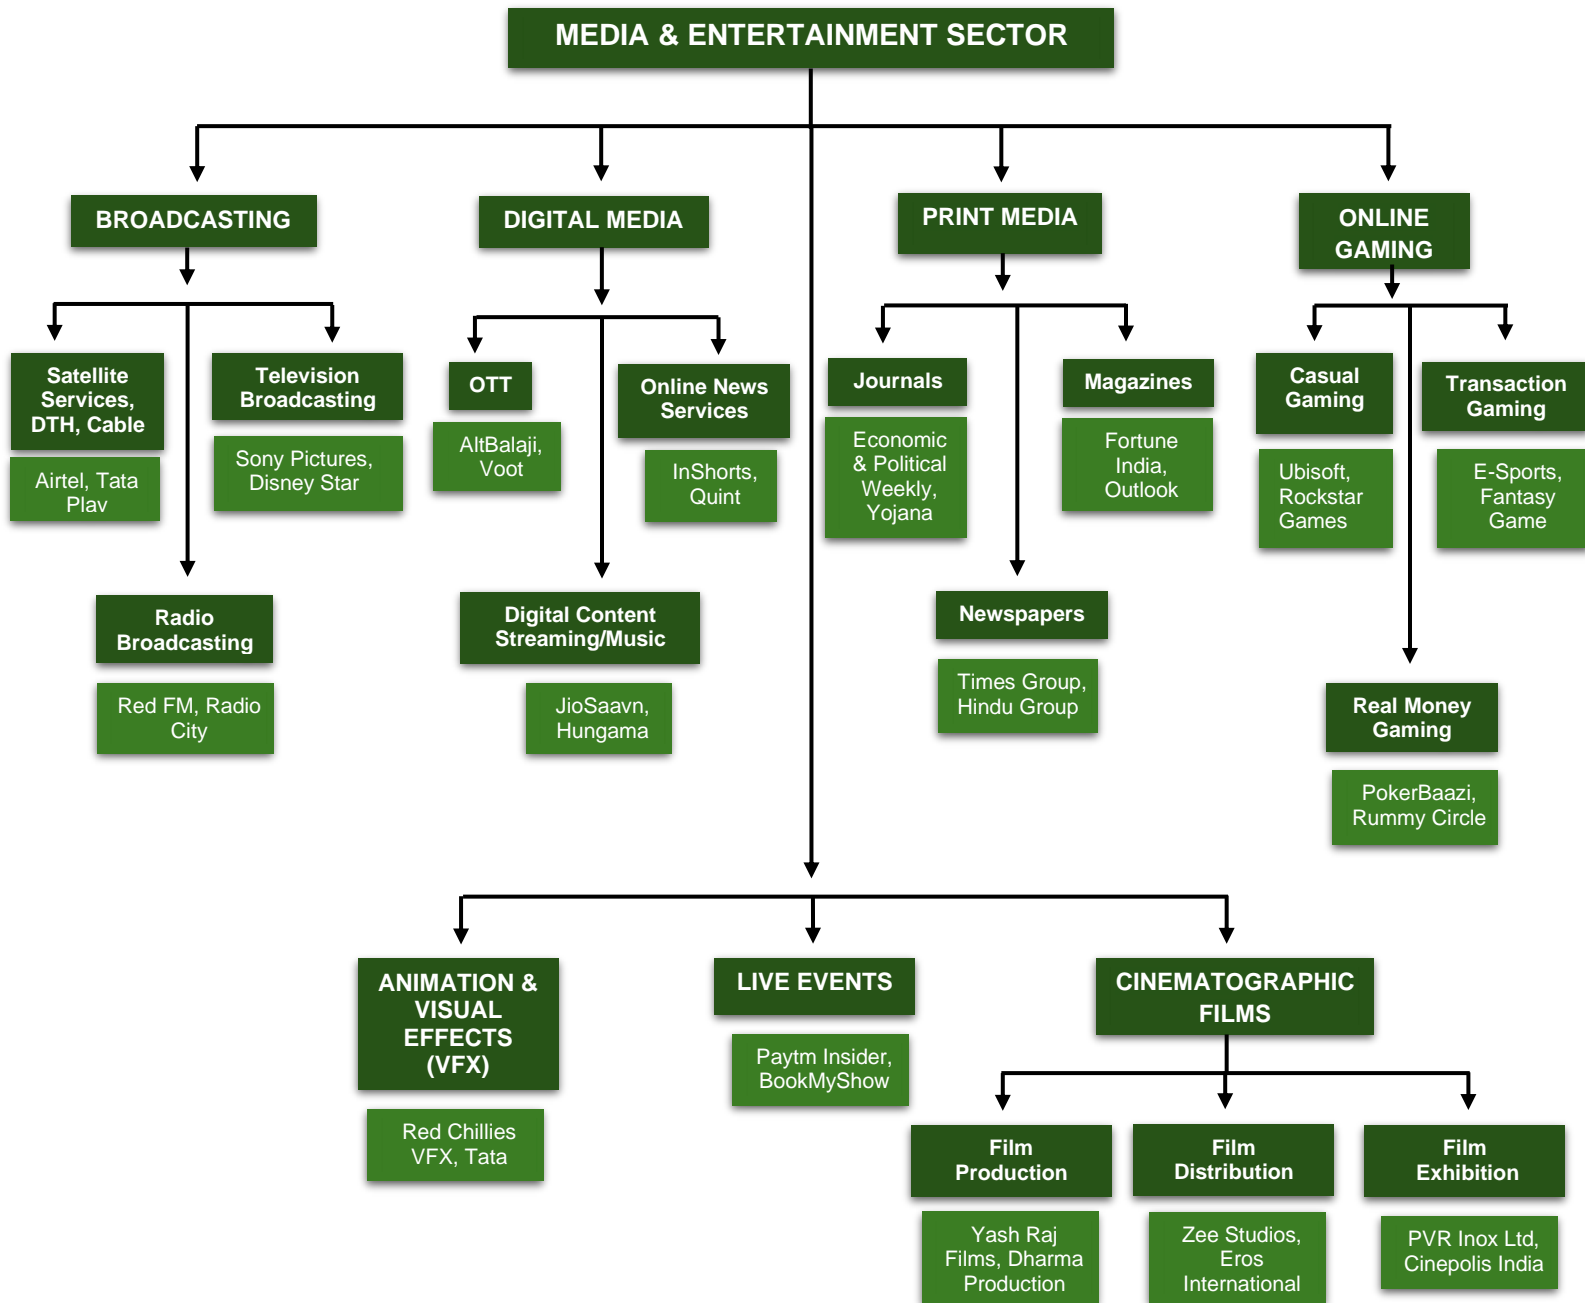 MEDIA & ENTERTAINMENT SECTOR
BROADCASTING
DIGITAL MEDIA
PRINT MEDIA
ONLINE
GAMING
Satellite
Services,
DTH, Cable
Airtel, Tata
Play
Television
Broadcasting
Sony Pictures,
Disney Star
Radio
Broadcasting
Red FM, Radio
City
OTT
AltBalaji,
Voot
Online News
Services
InShorts,
Quint
Digital Content
Streaming/Music
JioSaavn,
Hungama
Journals
Economic
& Political
Weekly,
Yojana
Magazines
Fortune
India,
Outlook
Newspapers
Times Group,
Hindu Group
Casual
Gaming
Ubisoft,
Rockstar
Games
Transaction
Gaming
E-Sports,
Fantasy
Game
Real Money
Gaming
PokerBaazi,
Rummy Circle
ANIMATION &
VISUAL
EFFECTS
(VFX)
Red Chillies
VFX, Tata
LIVE EVENTS
Paytm Insider,
BookMyShow
CINEMATOGRAPHIC
FILMS
Film
Production
Yash Raj
Films, Dharma
Production
Film
Distribution
Zee Studios,
Eros
International
Film
Exhibition
PVR Inox Ltd,
Cinepolis India